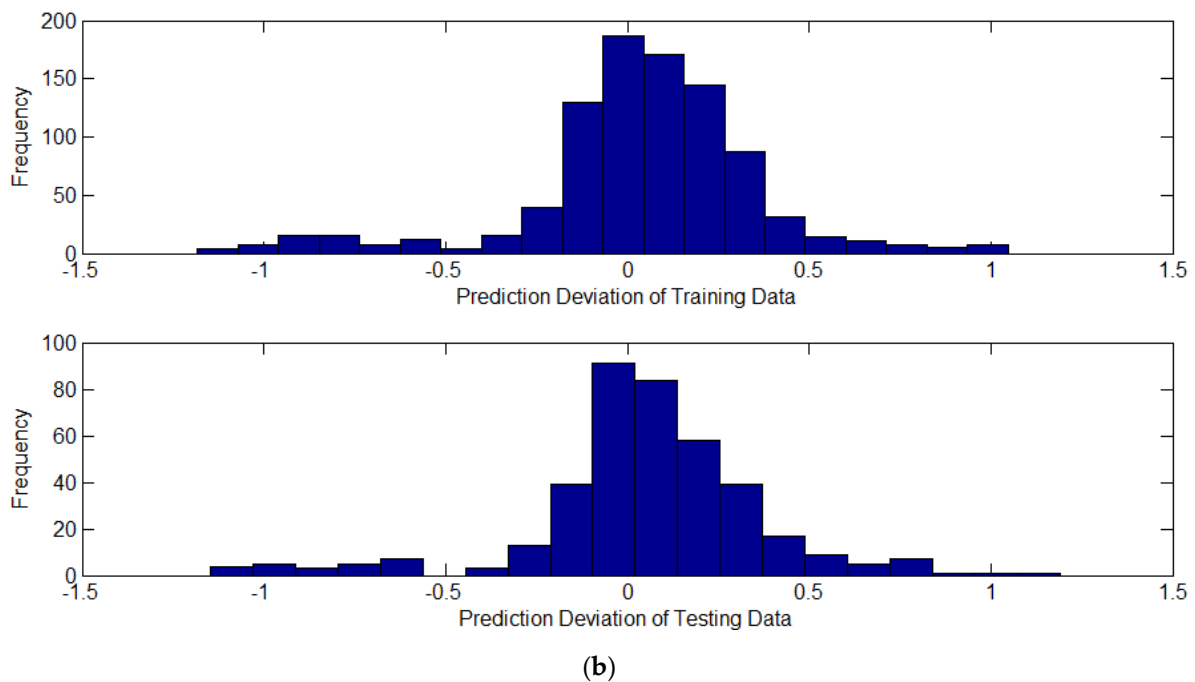 200
150
100
50
0
Frequency
-1.5 -1 -0.5 0 0.5 1 1.5
Prediction Deviation of Training Data
100
80
60
40
20
0
Frequency
-1.5 -1 -0.5 0 0.5 1 1.5
Prediction Deviation of Testing Data
(b)